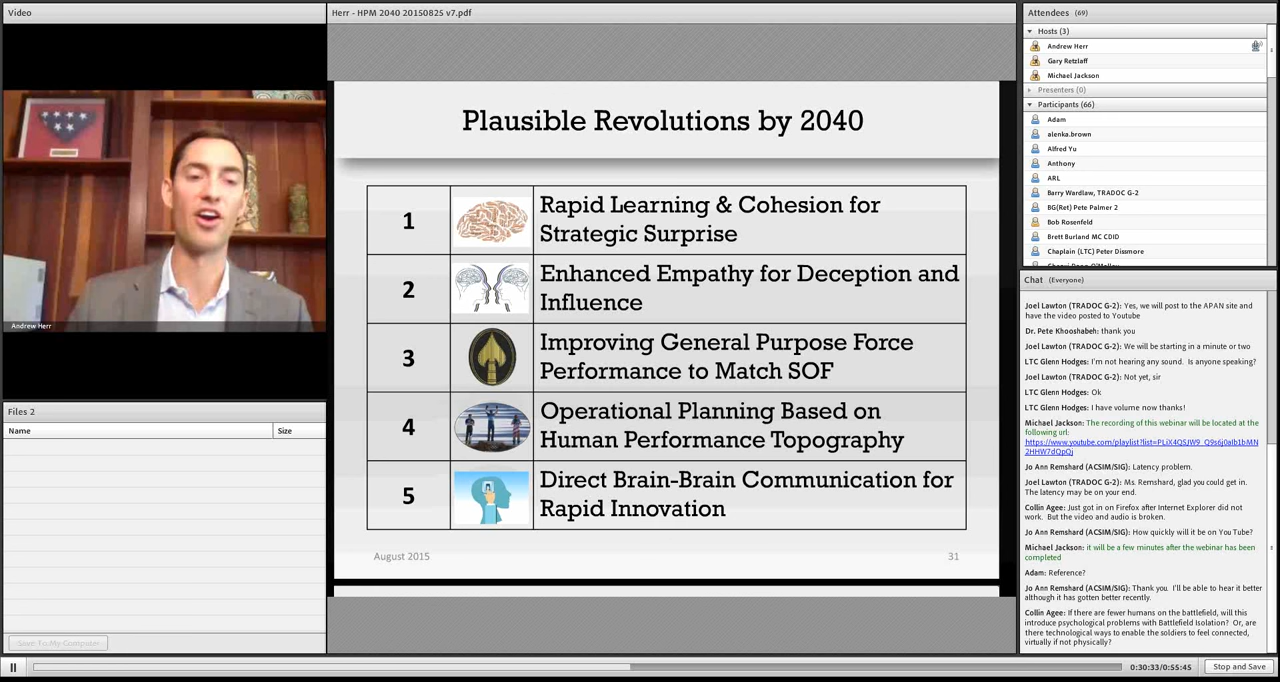 Video
Andrew Herr
Files 2
Name
Size
Save To My Computer
Herr - HPM 2040 20150825 v7.pdf
Plausible Revolutions by 2040
1
Rapid Learning & Cohesion for
Strategic Surprise
2
Enhanced Empathy for Deception and
Influence
3
Improving General Purpose Force
Performance to Match SOF
4
Operational Planning Based on
Human Performance Topography
5
Direct Brain-Brain Communication for
Rapid Innovation
August 2015
31
Attendees (69)
Hosts (3)
Andrew Herr
Gary Retzlaff
Michael Jackson
Presenters (0)
Participants (66)
Adam
alenka.brown
Alfred Yu
Anthony
ARL
Barry Wardlaw, TRADOC G-2
BG(Ret) Pete Palmer 2
Bob Rosenfeld
Brett Burland MC CDID
Chaplain (LTC) Peter Dissmore
Chat (Everyone)
Joel Lawton (TRADOC G-2): Yes, we will post to the APAN site and
have the video posted to Youtube
Dr. Pete Khooshabeh: thank you
Joel Lawton (TRADOC G-2): We will be starting in a minute or two
LTC Glenn Hodges: I'm not hearing any sound. Is anyone speaking?
Joel Lawton (TRADOC G-2): Not yet, sir
LTC Glenn Hodges: Ok
LTC Glenn Hodges: I have volume now thanks!
Michael Jackson: The recording of this webinar will be located at the
following url:
Jo Ann Remshard (ACSIM/SIG): Latency problem.
Joel Lawton (TRADOC G-2): Ms. Remshard, glad you could get in.
The latency may be on your end.
Collin Agee: Just got in on Firefox after Internet Explorer did not
work. But the video and audio is broken.
Jo Ann Remshard (ACSIM/SIG): How quickly will it be on YouTube?
Michael Jackson: it will be a few minutes after the webinar has been
completed
Adam: Reference?
Jo Ann Remshard (ACSIM/SIG): Thank you. I'll be able to hear it better
although it has gotten better recently.
Collin Agee: If there are fewer humans on the battlefield, will this
introduce psychological problems with Battlefield Isolation? Or, are
there technological ways to enable the soldiers to feel connected,
virtually if not physically?
0:30:33/0:55:45
Stop and Save